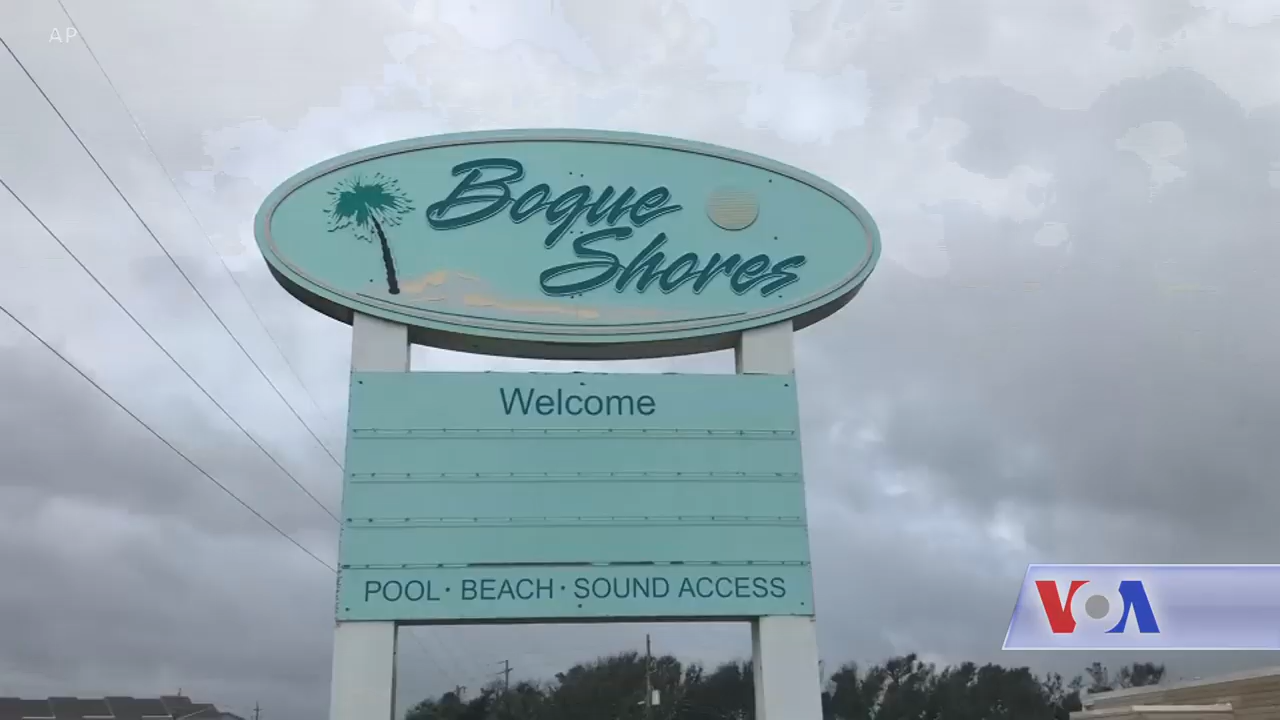 AP
Bogue
Shores
Welcome
POOL · BEACH · SOUND ACCESS
VOA